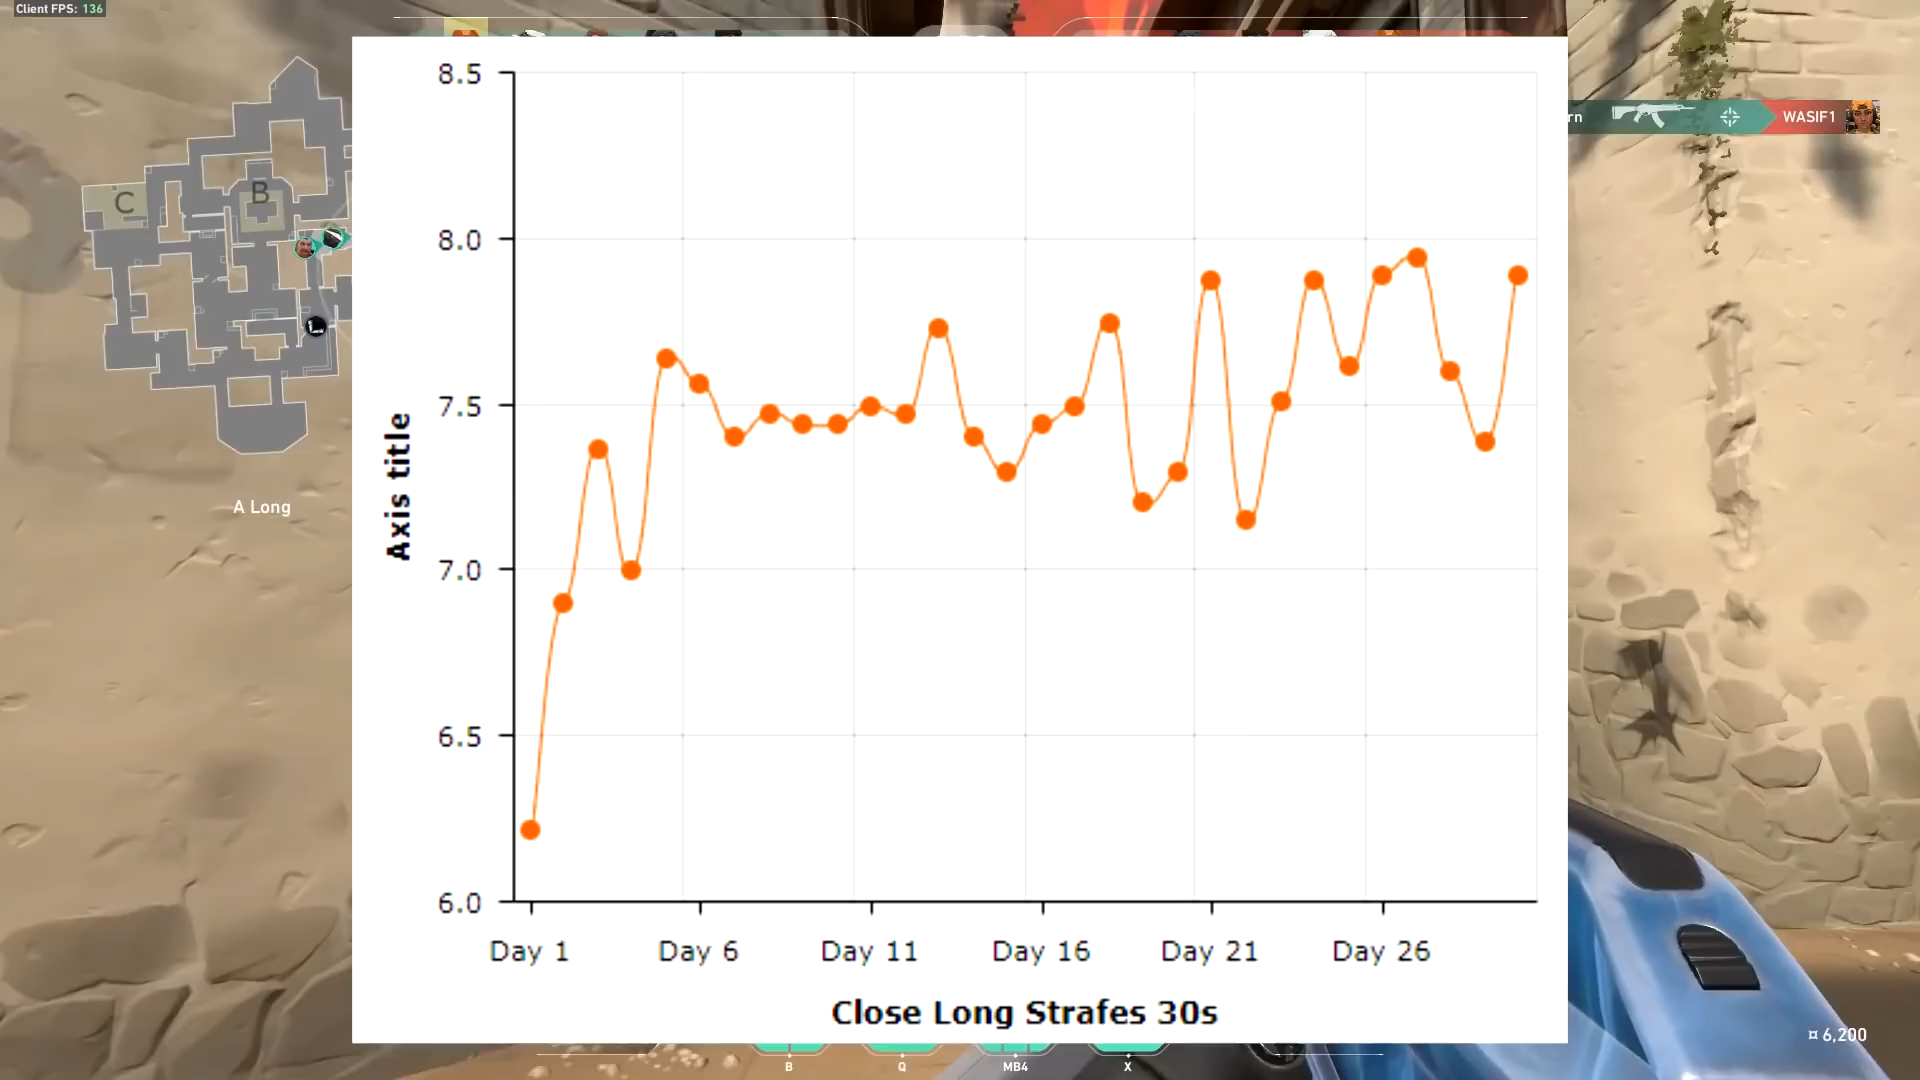 Client FPS: 136
rn
WASIF1
C
B
A Long
8.5
8.0
7.5
7.0
6.5
6.0
Axis title
Day 1
Day 6
Day 11
Day 16
Day 21
Day 26
Close Long Strafes 30s
¤ 6,200
B
Q
MB4
X